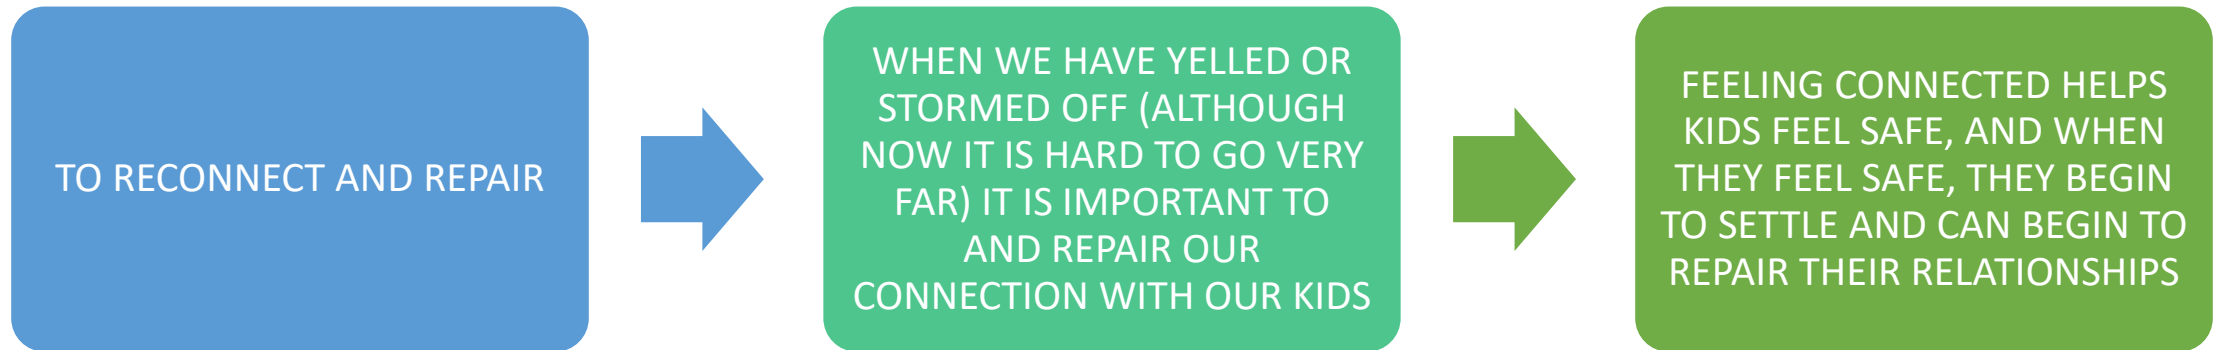 TO RECONNECT AND REPAIR
WHEN WE HAVE YELLED OR
STORMED OFF (ALTHOUGH
NOW IT IS HARD TO GO VERY
FAR) IT IS IMPORTANT TO
AND REPAIR OUR
CONNECTION WITH OUR KIDS
FEELING CONNECTED HELPS
KIDS FEEL SAFE, AND WHEN
THEY FEEL SAFE, THEY BEGIN
TO SETTLE AND CAN BEGIN TO
REPAIR THEIR RELATIONSHIPS